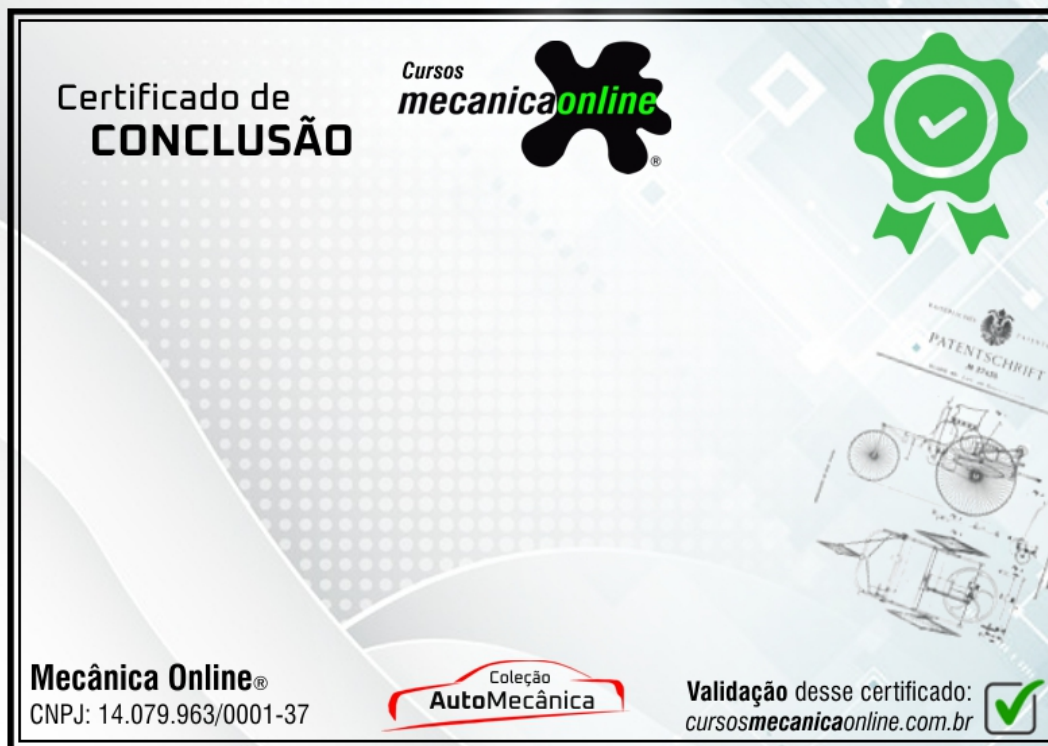 Certificado de
CONCLUSÃO
Cursos
mecanicaonline
®
PATENTSCHRIFT
Mecânica Online®
CNPJ: 14.079.963/0001-37
Coleção
AutoMecânica
Validação desse certificado:
cursosmecanicaonline.com.br